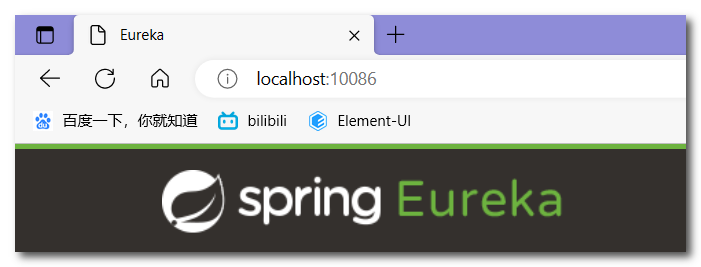 Eureka
localhost:10086
百度一下，你就知道 bilibili Element-UI
spring Eureka